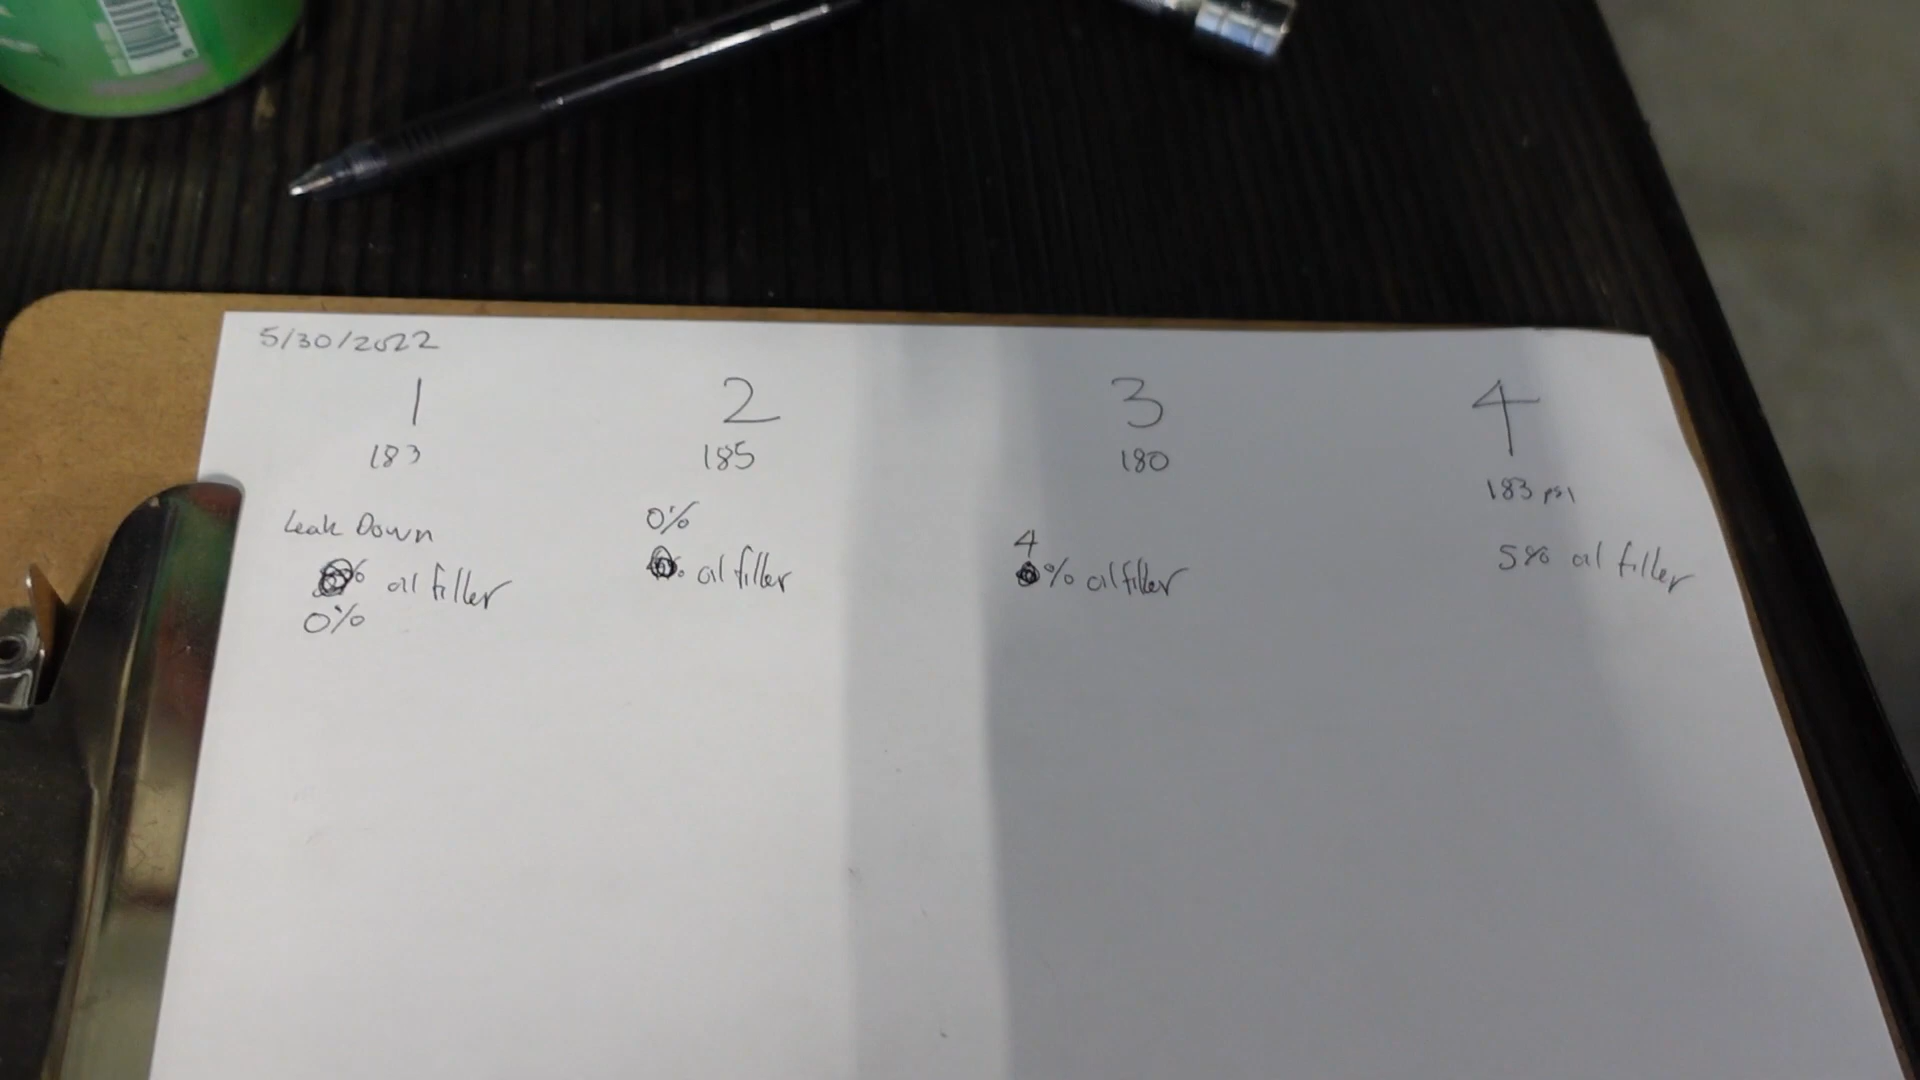 5/30/2022
1 2 3 4
183 185 180 183 psi
Leak Down 0% 4
oil filler oil filler % oil filler 5% oil filler
0%